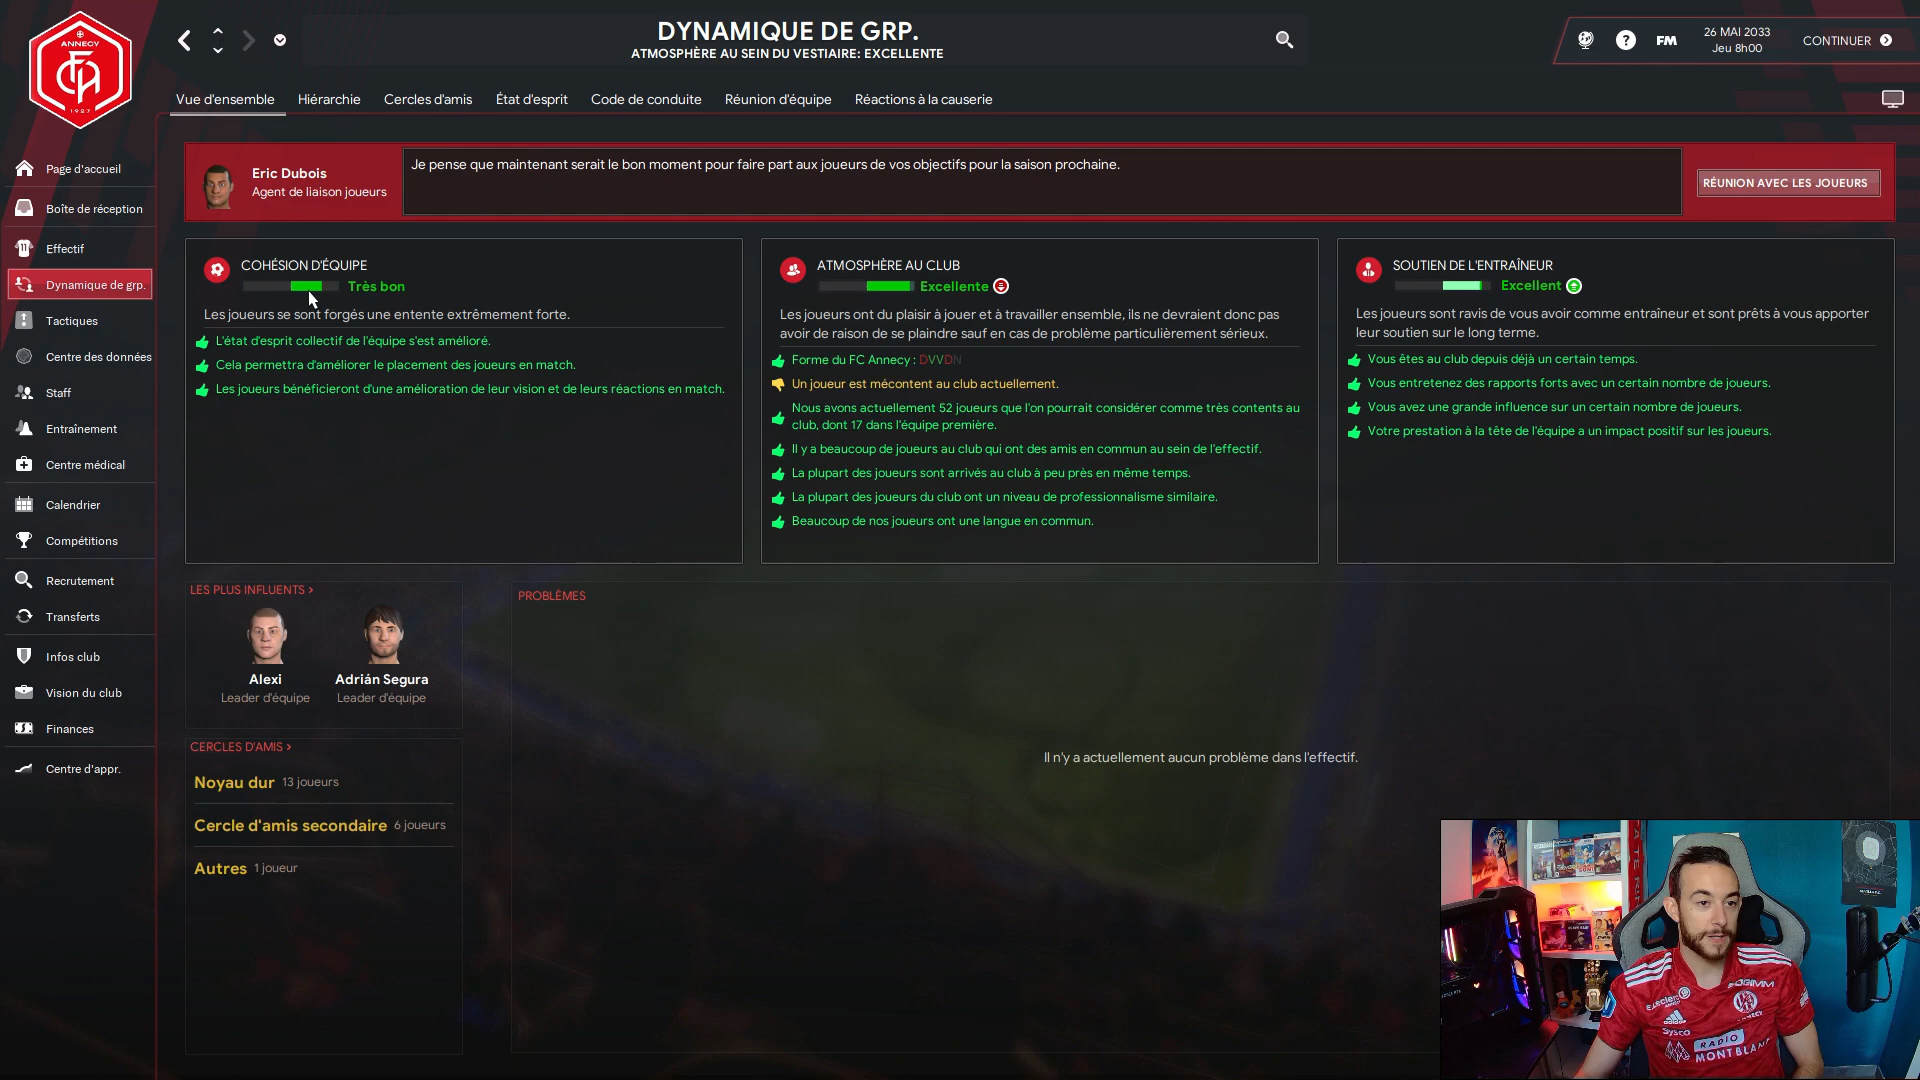 ANNECY
1927
DYNAMIQUE DE GRP.
ATMOSPHÈRE AU SEIN DU VESTIAIRE: EXCELLENTE
?
FM
26 MAI 2033
Jeu 8h00
CONTINUER
Vue d'ensemble
Hiérarchie
Cercles d'amis
État d'esprit
Code de conduite
Réunion d'équipe
Réactions à la causerie
Page d'accueil
Boîte de réception
Effectif
Dynamique de grp.
Tactiques
Centre des données
Staff
Entraînement
Centre médical
Calendrier
Compétitions
Recrutement
Transferts
Infos club
Vision du club
Finances
Centre d'appr.
Eric Dubois
Agent de liaison joueurs
Je pense que maintenant serait le bon moment pour faire part aux joueurs de vos objectifs pour la saison prochaine.
RÉUNION AVEC LES JOUEURS
COHÉSION D'ÉQUIPE
Très bon
Les joueurs se sont forgés une entente extrêmement forte.
L'état d'esprit collectif de l'équipe s'est amélioré.
Cela permettra d'améliorer le placement des joueurs en match.
Les joueurs bénéficieront d'une amélioration de leur vision et de leurs réactions en match.
ATMOSPHÈRE AU CLUB
Excellente
Les joueurs ont du plaisir à jouer et à travailler ensemble, ils ne devraient donc pas
avoir de raison de se plaindre sauf en cas de problème particulièrement sérieux.
Forme du FC Annecy : DVVDN
Un joueur est mécontent au club actuellement.
Nous avons actuellement 52 joueurs que l'on pourrait considérer comme très contents au
club, dont 17 dans l'équipe première.
Il y a beaucoup de joueurs au club qui ont des amis en commun au sein de l'effectif.
La plupart des joueurs sont arrivés au club à peu près en même temps.
La plupart des joueurs du club ont un niveau de professionnalisme similaire.
Beaucoup de nos joueurs ont une langue en commun.
SOUTIEN DE L'ENTRAÎNEUR
Excellent
Les joueurs sont ravis de vous avoir comme entraîneur et sont prêts à vous apporter
leur soutien sur le long terme.
Vous êtes au club depuis déjà un certain temps.
Vous entretenez des rapports forts avec un certain nombre de joueurs.
Vous avez une grande influence sur un certain nombre de joueurs.
Votre prestation à la tête de l'équipe a un impact positif sur les joueurs.
LES PLUS INFLUENTS >
Alexi
Leader d'équipe
Adrián Segura
Leader d'équipe
CERCLES D'AMIS >
Noyau dur 13 joueurs
Cercle d'amis secondaire 6 joueurs
Autres 1 joueur
PROBLÈMES
Il n'y a actuellement aucun problème dans l'effectif.
E.Leclerc
adidas
sysco
RADIO
MONT BLANC